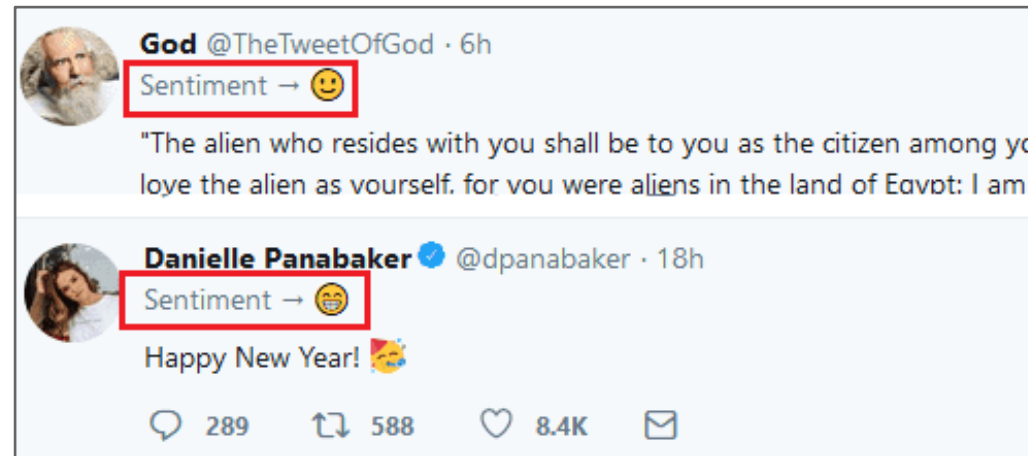 God @TheTweetOfGod · 6h
Sentiment → 🙂
"The alien who resides with you shall be to you as the citizen among
love the alien as yourself, for you were aliens in the land of Egypt: I am
Danielle Panabaker @dpanabaker · 18h
Sentiment → 😁
Happy New Year! 🥳
289 588 8.4K